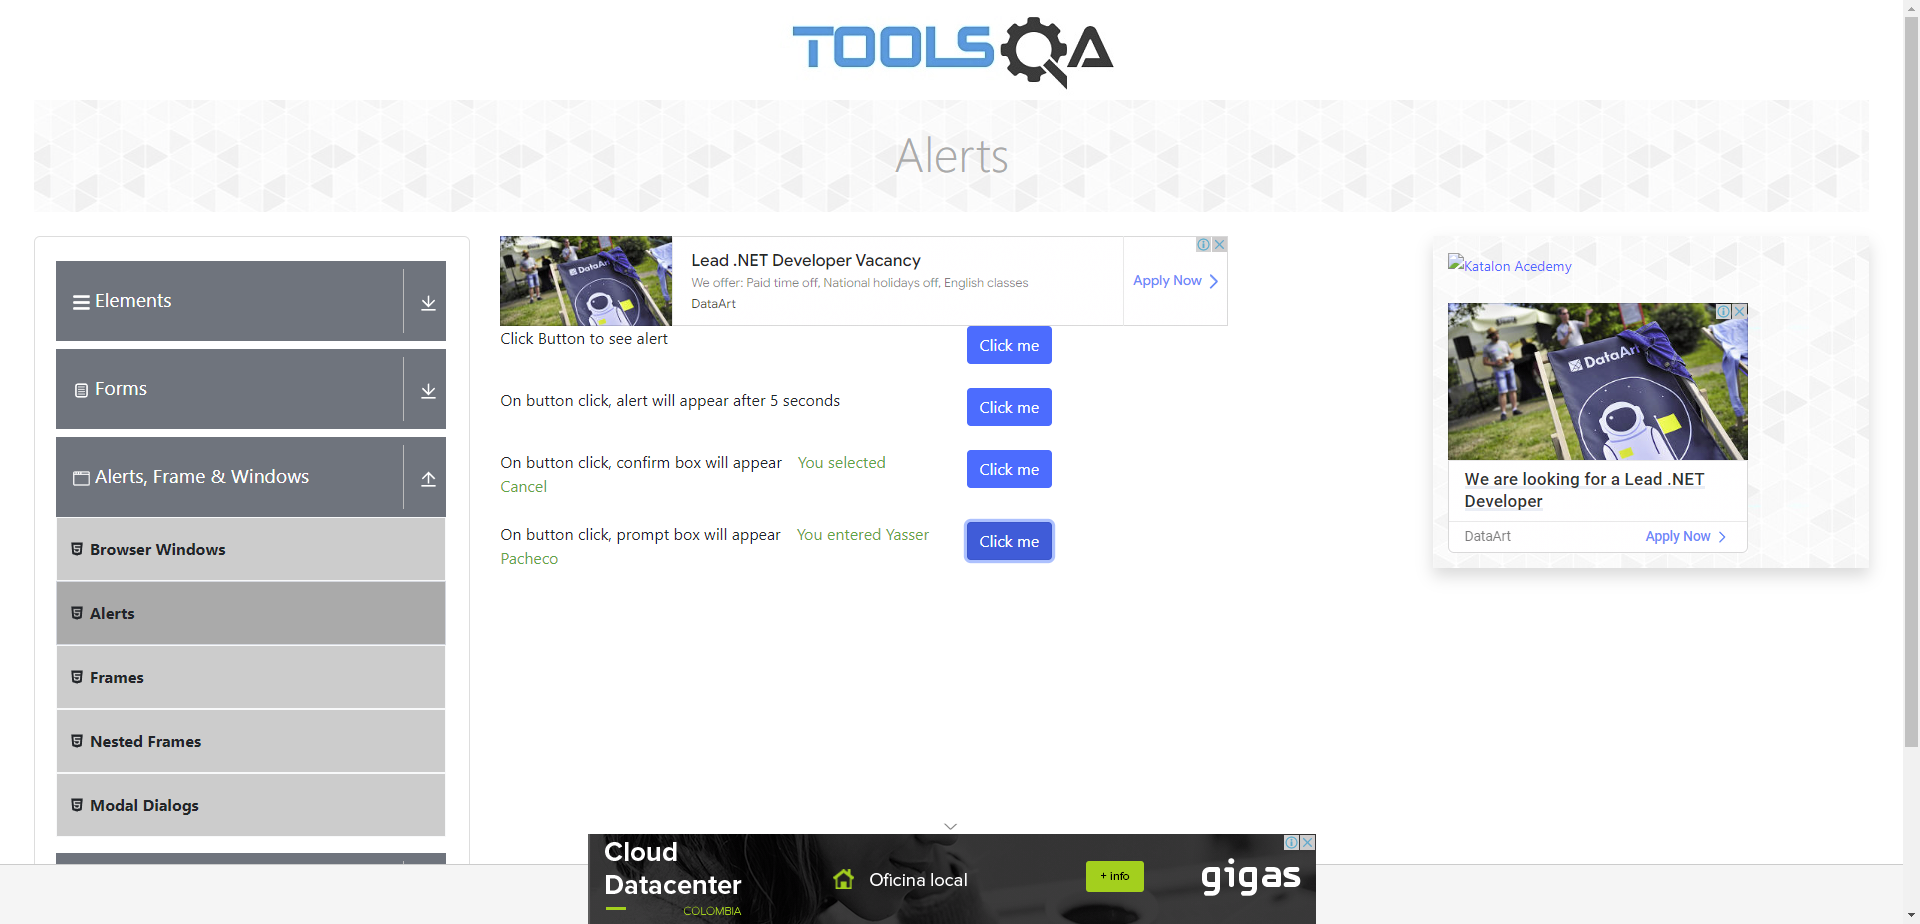 TOOLSQA
Alerts
Elements
Forms
Alerts, Frame & Windows
Browser Windows
Alerts
Frames
Nested Frames
Modal Dialogs
DataArt
Lead .NET Developer Vacancy
We offer: Paid time off, National holidays off, English classes
DataArt
Apply Now
Click Button to see alert
Click me
On button click, alert will appear after 5 seconds
Click me
On button click, confirm box will appear You selected
Cancel
Click me
On button click, prompt box will appear You entered Yasser
Pacheco
Click me
Katalon Acedemy
DataArt
We are looking for a Lead .NET
Developer
DataArt
Apply Now
Cloud
Datacenter
COLOMBIA
Oficina local
+ info
gigas